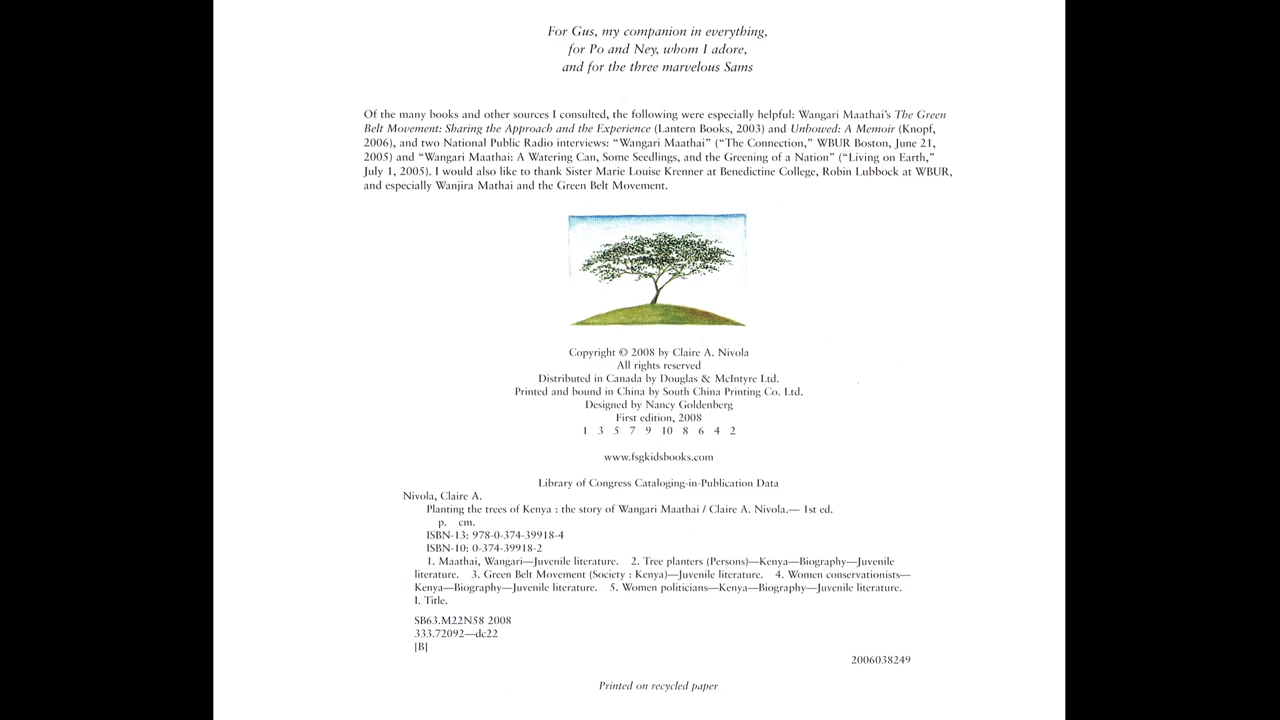 For Gus, my companion in everything,
for Po and Ney, whom I adore,
and for the three marvelous Sams
Of the many books and other sources I consulted, the following were especially helpful: Wangari Maathai's The Green
Belt Movement: Sharing the Approach and the Experience (Lantern Books, 2003) and Unbowed: A Memoir (Knopf,
2006), and two National Public Radio interviews: “Wangari Maathai” (“The Connection,” WBUR Boston, June 21,
2005) and “Wangari Maathai: A Watering Can, Some Seedlings, and the Greening of a Nation” (“Living on Earth,”
July 1, 2005). I would also like to thank Sister Marie Louise Krenner at Benedictine College, Robin Lubbock at WBUR,
and especially Wanjira Mathai and the Green Belt Movement.
Copyright © 2008 by Claire A. Nivola
All rights reserved
Distributed in Canada by Douglas & McIntyre Ltd.
Printed and bound in China by South China Printing Co. Ltd.
Designed by Nancy Goldenberg
First edition, 2008
1 3 5 7 9 10 8 6 4 2
www.fsgkidsbooks.com
Library of Congress Cataloging-in-Publication Data
Nivola, Claire A.
Planting the trees of Kenya : the story of Wangari Maathai / Claire A. Nivola.— 1st ed.
p. cm.
ISBN-13: 978-0-374-39918-4
ISBN-10: 0-374-39918-2
1. Maathai, Wangari—Juvenile literature. 2. Tree planters (Persons)—Kenya—Biography—Juvenile
literature. 3. Green Belt Movement (Society : Kenya)—Juvenile literature. 4. Women conservationists—
Kenya—Biography—Juvenile literature. 5. Women politicians—Kenya—Biography—Juvenile literature.
I. Title.
SB63.M22N58 2008
333.72092—dc22
[B]
2006038249
Printed on recycled paper